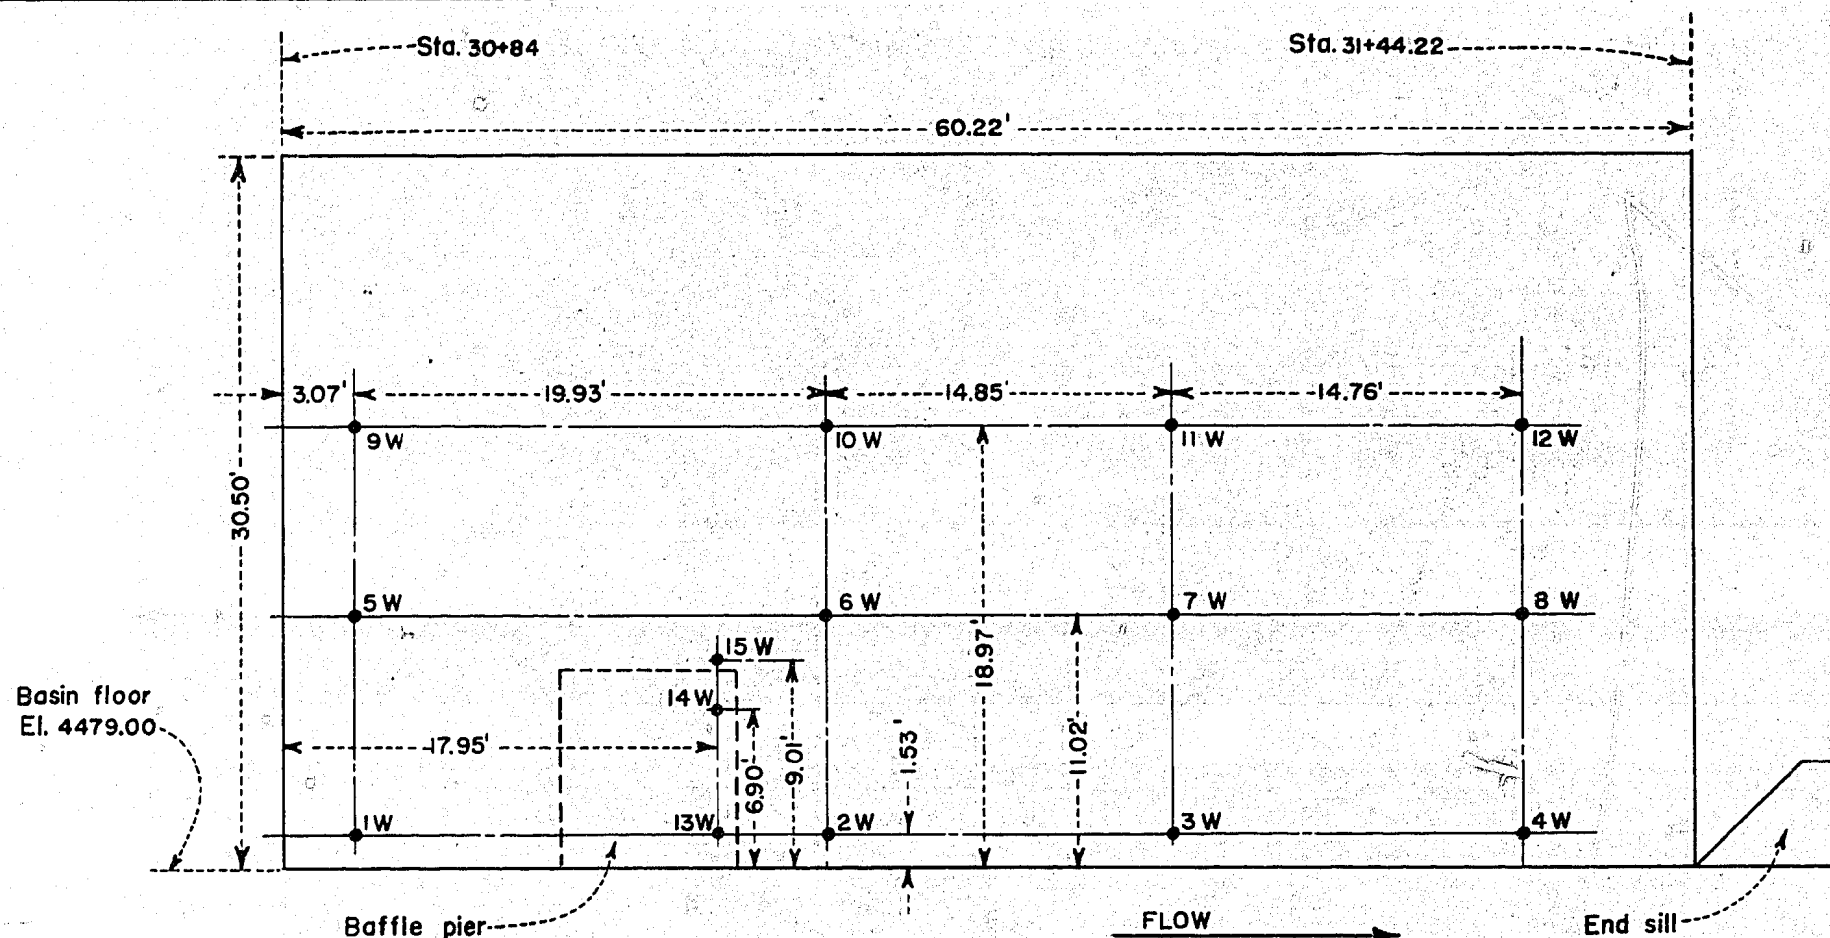 Sta. 30+84
Sta. 31+44.22
60.22'
3.07'
19.93'
14.85'
14.76'
9 W
10 W
11 W
12 W
30.50'
5 W
6 W
7 W
8 W
18.97'
15 W
14 W
Basin floor
El. 4479.00
17.95'
6.90'
9.01'
1.53'
11.02'
1 W
13 W
2 W
3 W
4 W
Baffle pier
FLOW
End sill